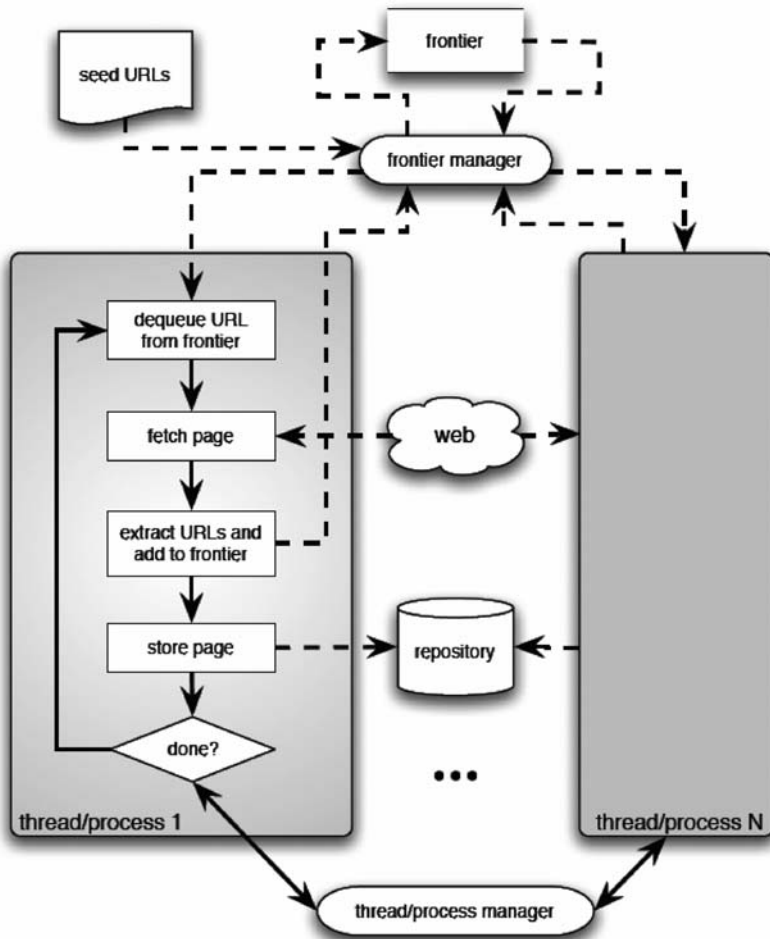 frontier
seed URLs
frontier manager
dequeue URL
from frontier
fetch page
web
extract URLs and
add to frontier
store page
repository
done?
...
thread/process 1
thread/process N
thread/process manager